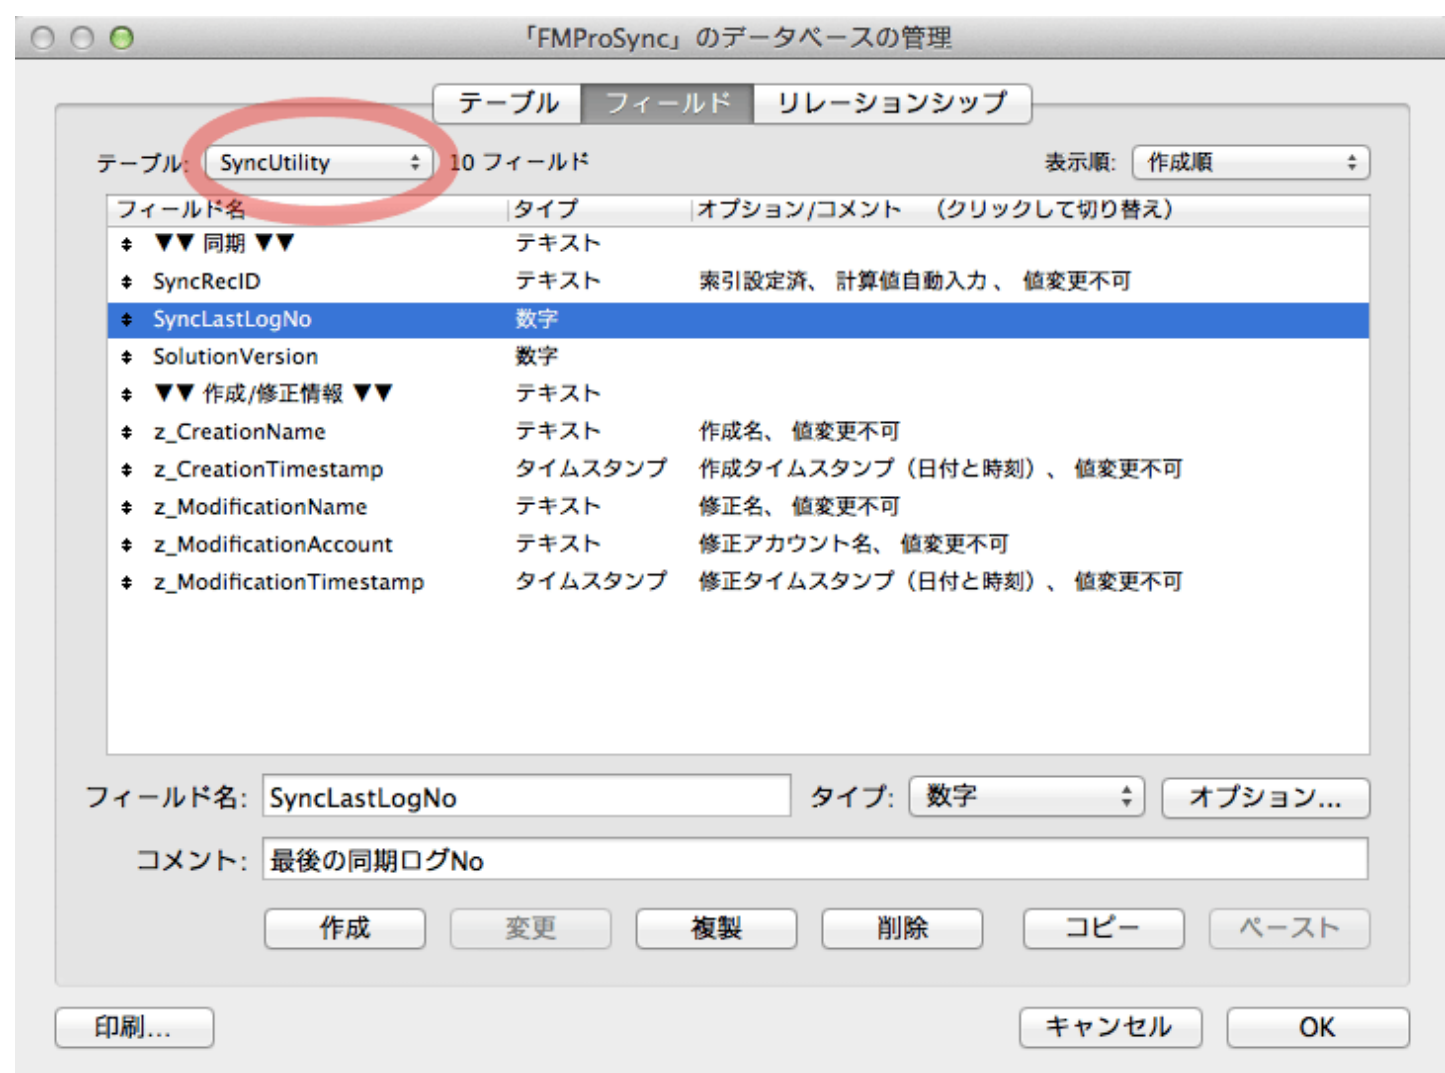 「FMProSync」のデータベースの管理
テーブル フィールド リレーションシップ
テーブル: SyncUtility 10 フィールド 表示順: 作成順
フィールド名 タイプ オプション/コメント （クリックして切り替え）
▼▼ 同期 ▼▼ テキスト
SyncRecID テキスト 索引設定済、 計算値自動入力 、 値変更不可
SyncLastLogNo 数字
SolutionVersion 数字
▼▼ 作成/修正情報 ▼▼ テキスト
z_CreationName テキスト 作成名、 値変更不可
z_CreationTimestamp タイムスタンプ 作成タイムスタンプ（日付と時刻）、 値変更不可
z_ModificationName テキスト 修正名、 値変更不可
z_ModificationAccount テキスト 修正アカウント名、 値変更不可
z_ModificationTimestamp タイムスタンプ 修正タイムスタンプ（日付と時刻）、 値変更不可
フィールド名: SyncLastLogNo タイプ: 数字 オプション...
コメント: 最後の同期ログNo
作成 変更 複製 削除 コピー ペースト
印刷... キャンセル OK